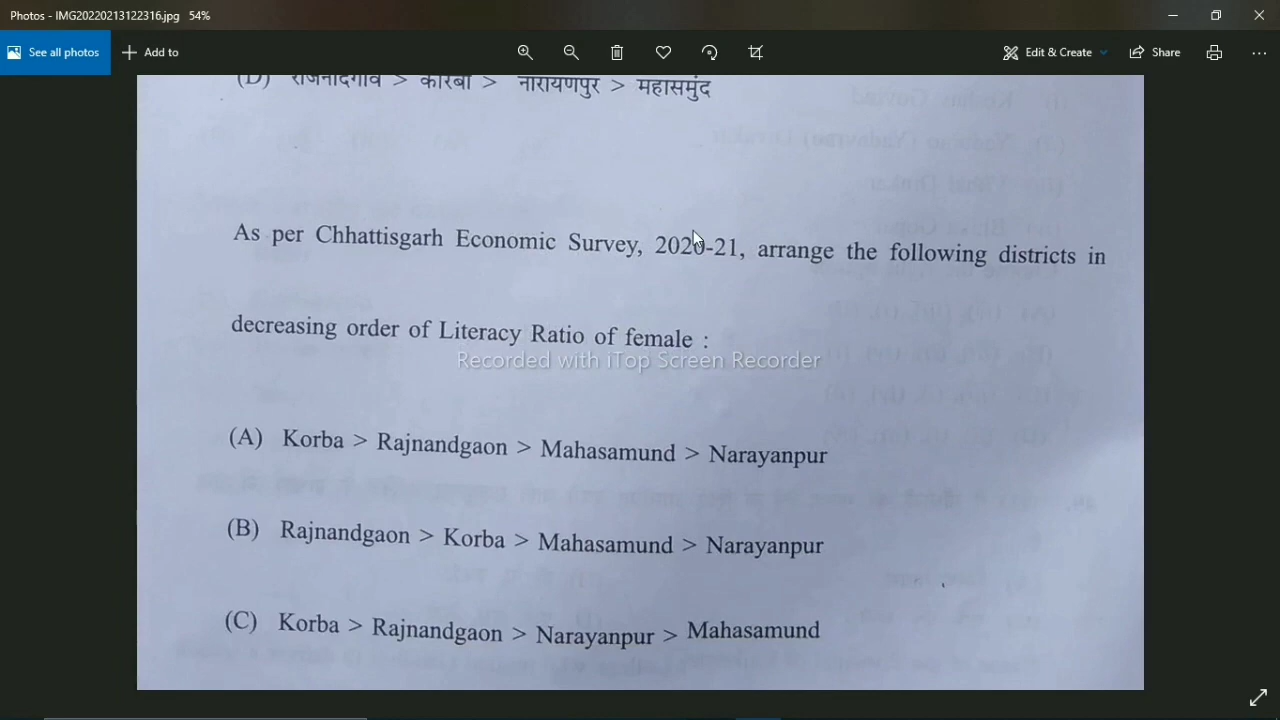 Photos - IMG20220213122316.jpg 54%
See all photos
Add to
Edit & Create
Share
(D) राजनांदगांव > कोरबा > नारायणपुर > महासमुंद
As per Chhattisgarh Economic Survey, 2020-21, arrange the following districts in
decreasing order of Literacy Ratio of female :
Recorded with iTop Screen Recorder
(A) Korba > Rajnandgaon > Mahasamund > Narayanpur
(B) Rajnandgaon > Korba > Mahasamund > Narayanpur
(C) Korba > Rajnandgaon > Narayanpur > Mahasamund